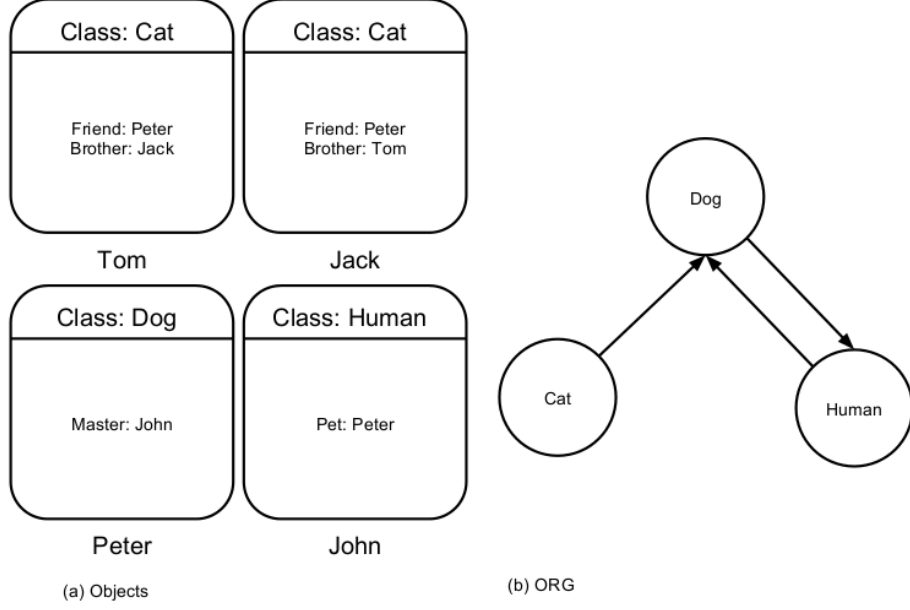 Class: Cat
Friend: Peter
Brother: Jack
Tom
Class: Cat
Friend: Peter
Brother: Tom
Jack
Class: Dog
Master: John
Peter
Class: Human
Pet: Peter
John
(a) Objects
Dog
Cat
Human
(b) ORG